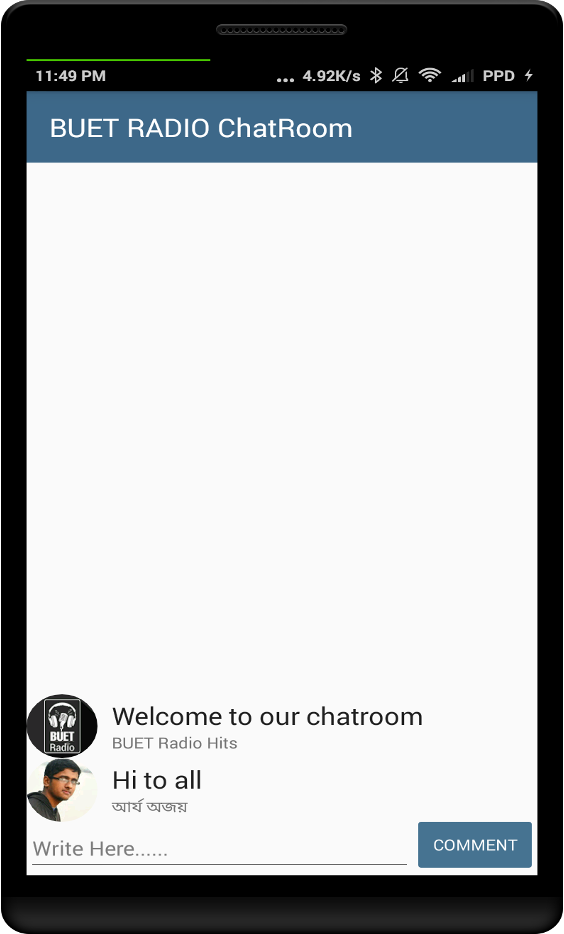 11:49 PM ... 4.92K/s PPD
BUET RADIO ChatRoom
BUET
Radio
Welcome to our chatroom
BUET Radio Hits
Hi to all
আর্য অজয়
Write Here......
COMMENT